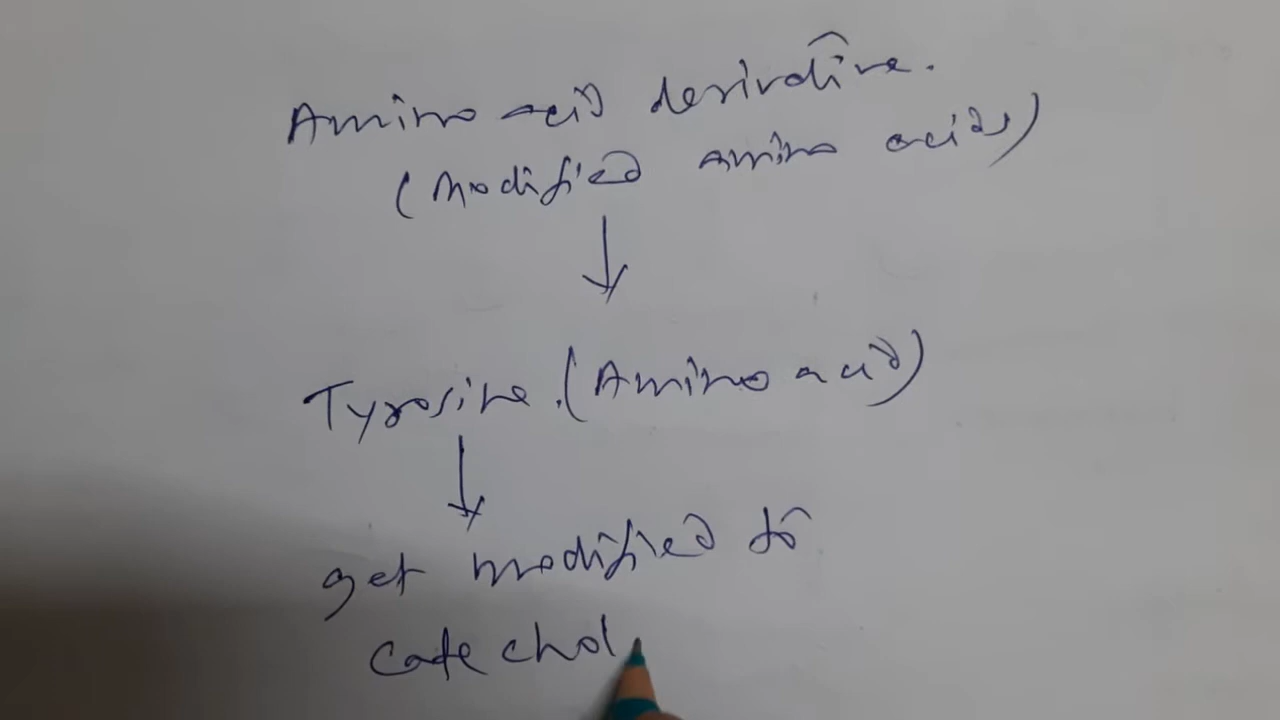 Amino acid derivative.
(Modified amino acids)
Tyrosine. (Amino acid)
get modified to
Catechol